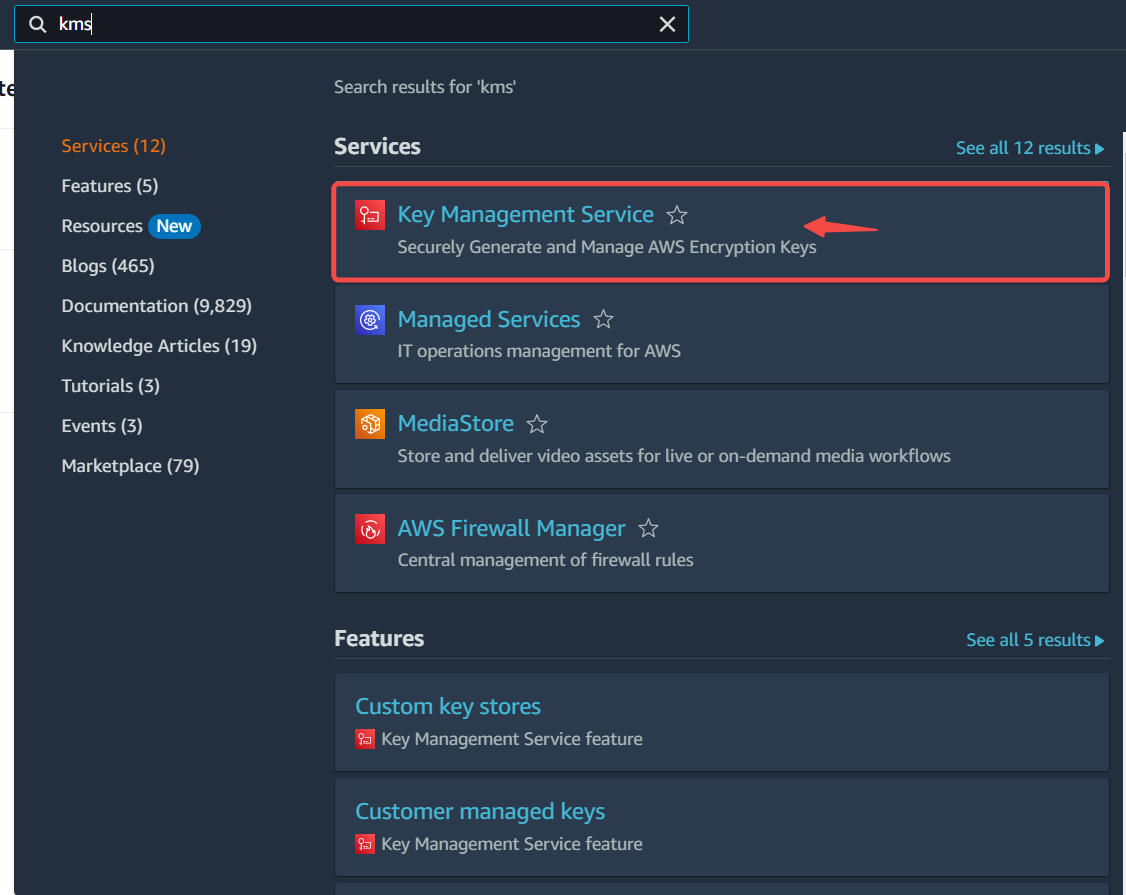 kms
te
Search results for 'kms'
Services (12)
Features (5)
Resources New
Blogs (465)
Documentation (9,829)
Knowledge Articles (19)
Tutorials (3)
Events (3)
Marketplace (79)
Services
See all 12 results
Key Management Service
Securely Generate and Manage AWS Encryption Keys
Managed Services
IT operations management for AWS
MediaStore
Store and deliver video assets for live or on-demand media workflows
AWS Firewall Manager
Central management of firewall rules
Features
See all 5 results
Custom key stores
Key Management Service feature
Customer managed keys
Key Management Service feature